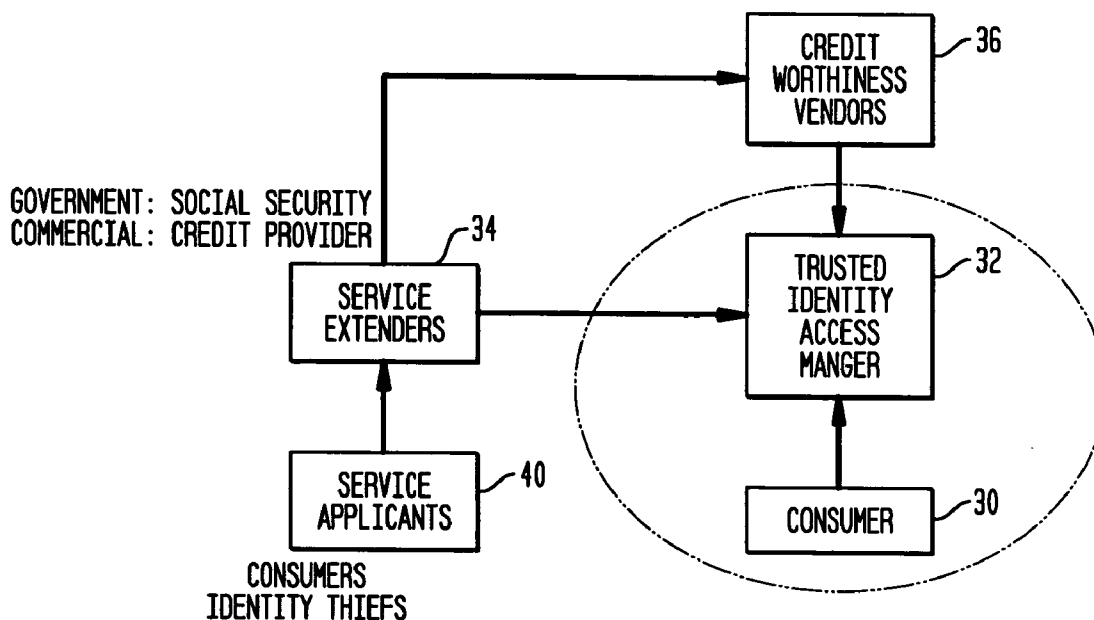 CREDIT
WORTHINESS
VENDORS
36
GOVERNMENT: SOCIAL SECURITY
COMMERCIAL: CREDIT PROVIDER
34
SERVICE
EXTENDERS
TRUSTED
IDENTITY
ACCESS
MANGER
32
SERVICE
APPLICANTS
40
CONSUMER
30
CONSUMERS
IDENTITY THIEFS